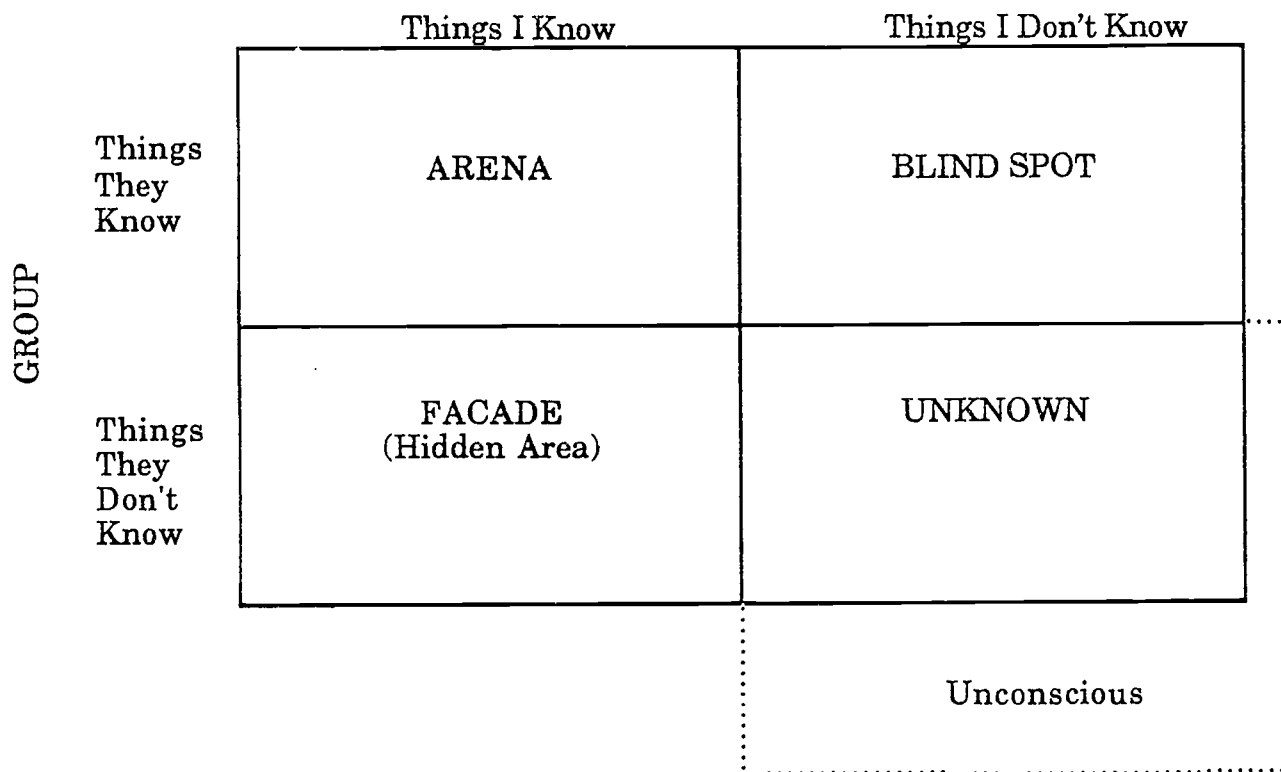 Things I Know
Things I Don't Know
GROUP
Things
They
Know
ARENA
BLIND SPOT
Things
They
Don't
Know
FACADE
(Hidden Area)
UNKNOWN
Unconscious